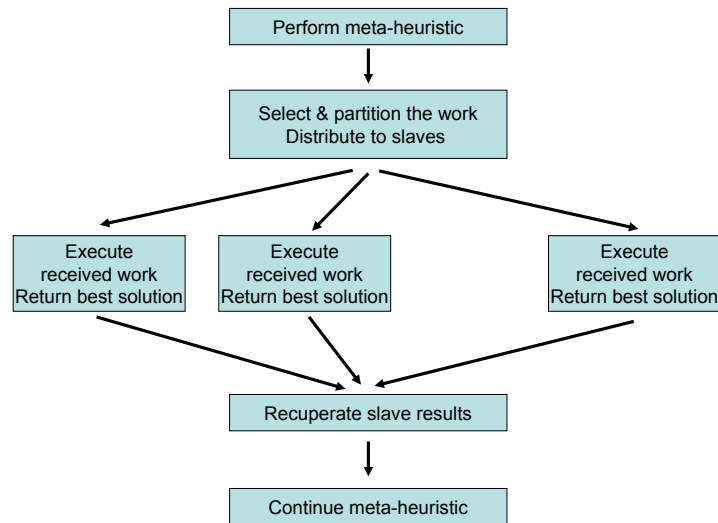 Perform meta-heuristic
Select & partition the work
Distribute to slaves
Execute
received work
Return best solution
Execute
received work
Return best solution
Execute
received work
Return best solution
Recuperate slave results
Continue meta-heuristic